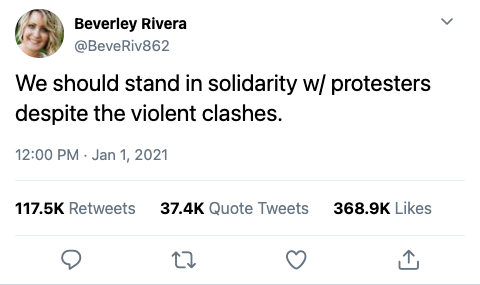 Beverley Rivera
@BeveRiv862
We should stand in solidarity w/ protesters
despite the violent clashes.
12:00 PM · Jan 1, 2021
117.5K Retweets 37.4K Quote Tweets 368.9K Likes